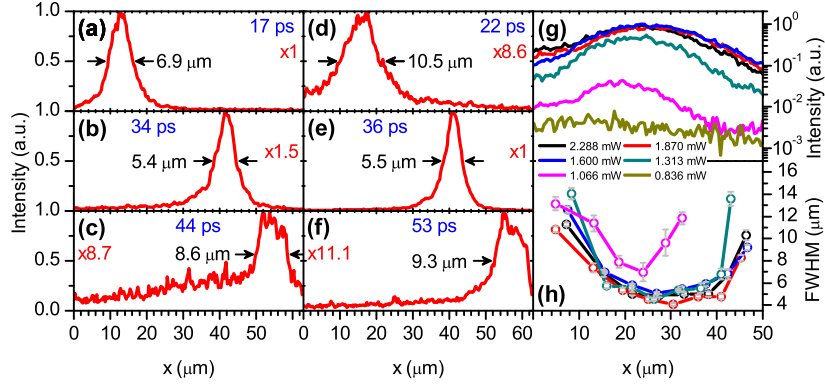 (a) 17 ps
6.9 μm x1
(d) 22 ps
10.5 μm x8.6
(b) 34 ps
5.4 μm x1.5
(e) 36 ps
5.5 μm x1
(c) 44 ps
x8.7 8.6 μm
(f) 53 ps
x11.1 9.3 μm
Intensity (a.u.)
1.0
0.5
1.0
0.5
1.0
0.5
0.0
0 10 20 30 40 50 60
x (μm)
0 10 20 30 40 50 60
x (μm)
(g)
10⁰
10⁻¹
10⁻²
10⁻³
Intensity (a.u.)
2.288 mW 1.870 mW
1.600 mW 1.313 mW
1.066 mW 0.836 mW
(h)
14
12
10
8
6
4
FWHM (μm)
0 10 20 30 40 50
x (μm)